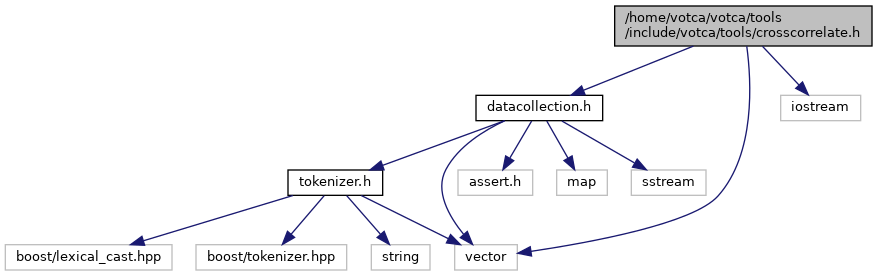 /home/votca/votca/tools
/include/votca/tools/crosscorrelate.h
datacollection.h
iostream
tokenizer.h
assert.h
map
sstream
boost/lexical_cast.hpp
boost/tokenizer.hpp
string
vector